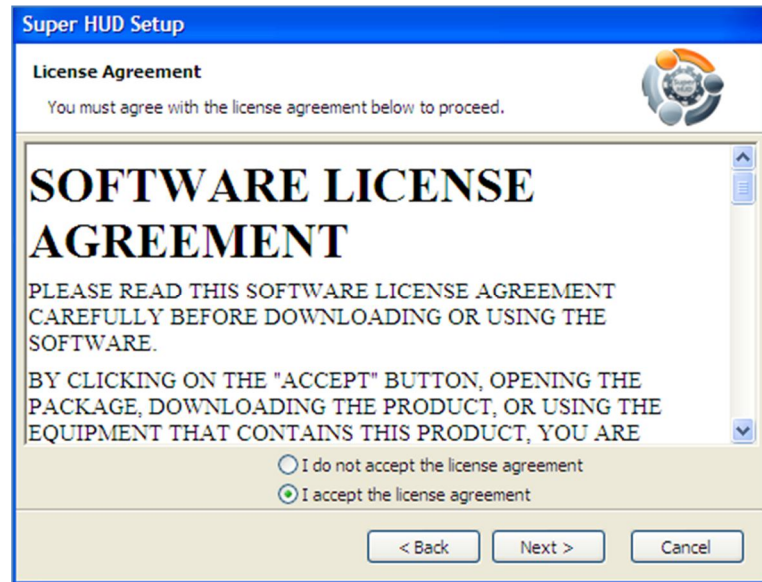 Super HUD Setup
License Agreement
You must agree with the license agreement below to proceed.
Super
HUD
SOFTWARE LICENSE
AGREEMENT
PLEASE READ THIS SOFTWARE LICENSE AGREEMENT
CAREFULLY BEFORE DOWNLOADING OR USING THE
SOFTWARE.
BY CLICKING ON THE "ACCEPT" BUTTON, OPENING THE
PACKAGE, DOWNLOADING THE PRODUCT, OR USING THE
EQUIPMENT THAT CONTAINS THIS PRODUCT, YOU ARE
I do not accept the license agreement
I accept the license agreement
< Back Next > Cancel